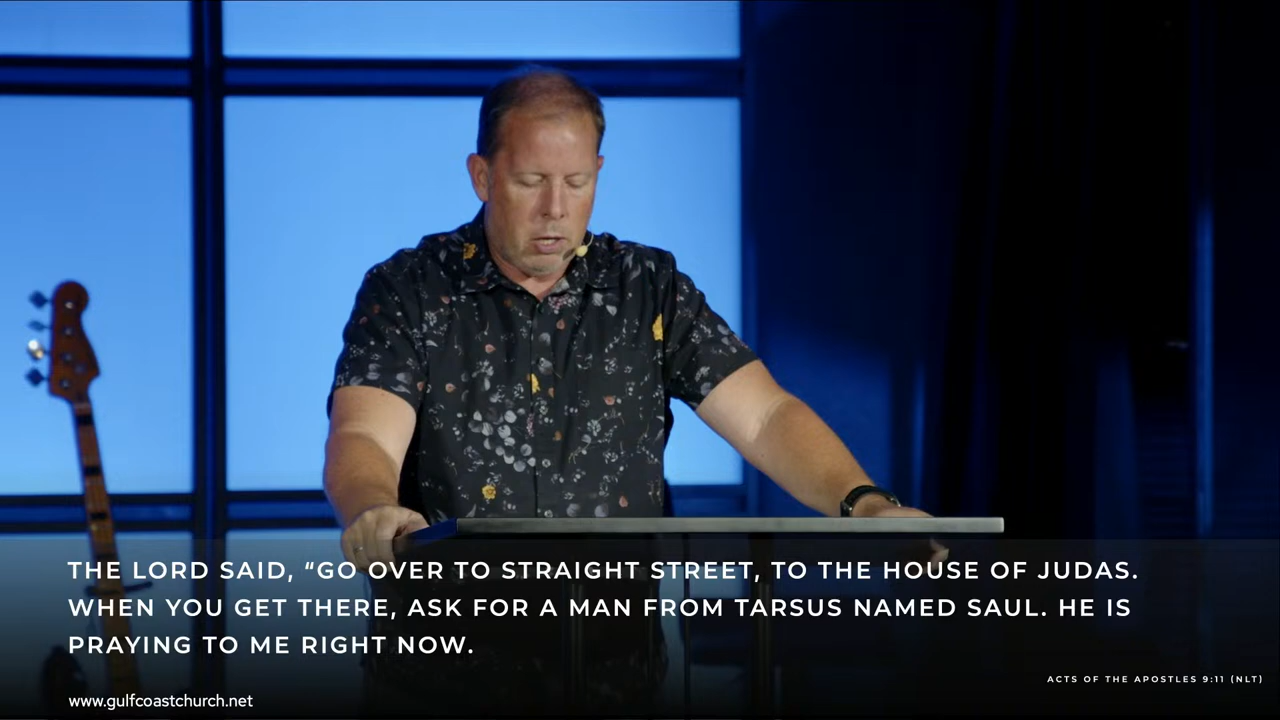 THE LORD SAID, “GO OVER TO STRAIGHT STREET, TO THE HOUSE OF JUDAS.
WHEN YOU GET THERE, ASK FOR A MAN FROM TARSUS NAMED SAUL. HE IS
PRAYING TO ME RIGHT NOW.
ACTS OF THE APOSTLES 9:11 (NLT)
www.gulfcoastchurch.net